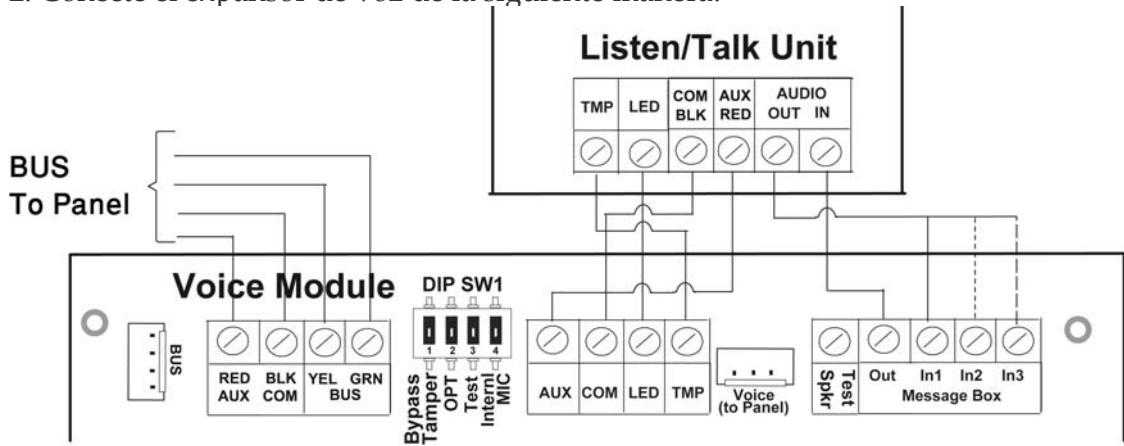 2. Conecte el expansor de voz de la siguiente manera:
Listen/Talk Unit
TMP LED COM BLK AUX RED AUDIO OUT IN
BUS
To Panel
Voice Module
DIP SW1
BUS
RED AUX
BLK COM
YEL GRN
BUS
1 2 3 4
Bypass Tamper
OPT
Test
Internl MIC
AUX COM LED TMP
Voice
(to Panel)
Test Spkr
Out In1 In2 In3
Message Box